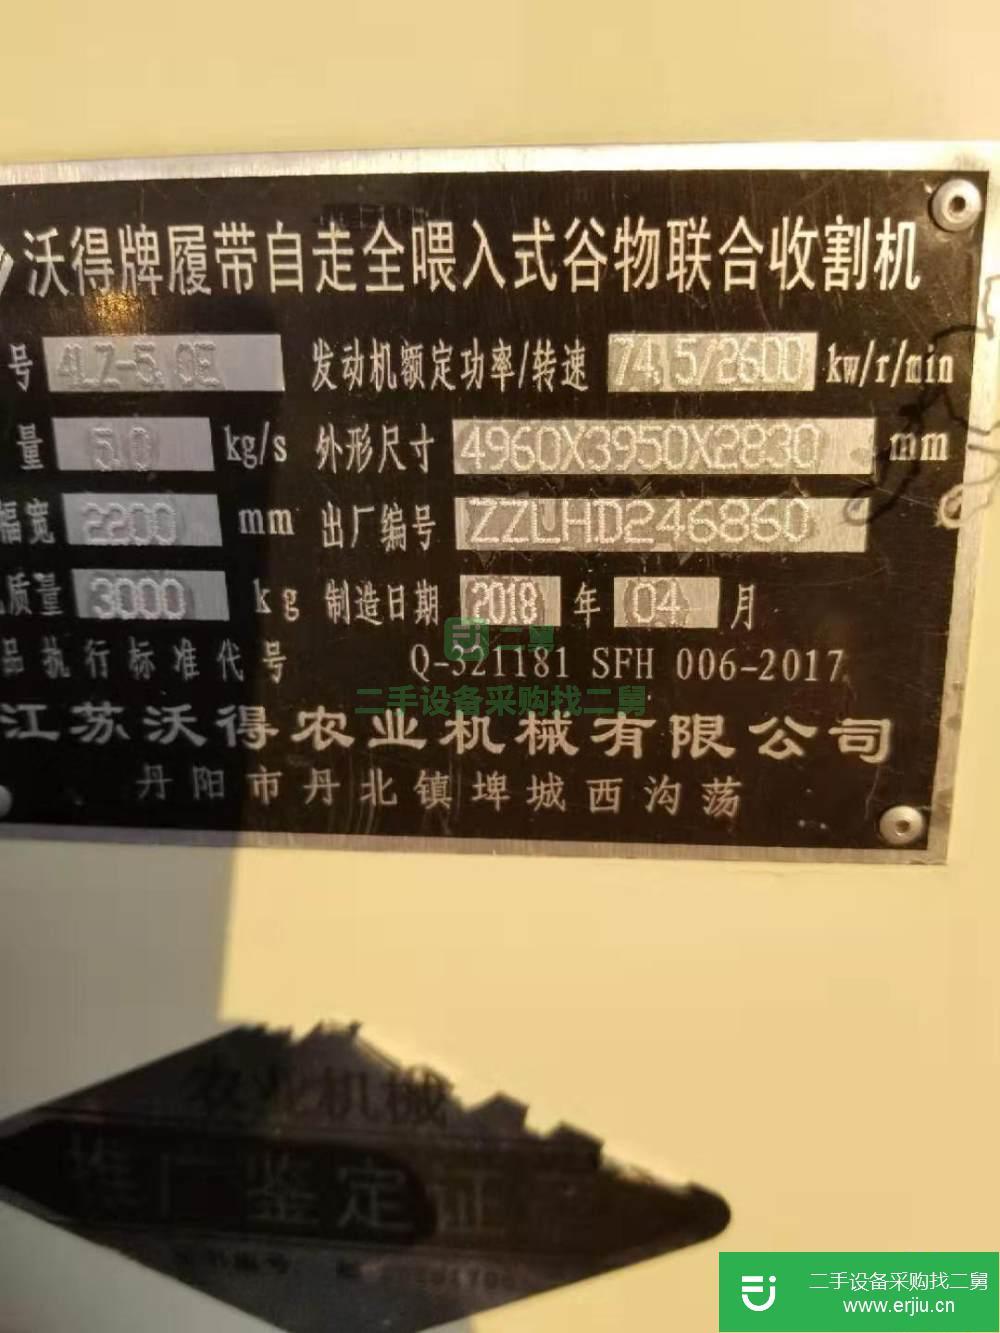 沃得牌履带自走全喂入式谷物联合收割机
号 4LZ-5.0E 发动机额定功率/转速 74.5/2600 kw/r/min
量 5.0 kg/s 外形尺寸 4960X3950X2830 mm
幅宽 2200 mm 出厂编号 ZZLHD246860
质量 3000 kg 制造日期 2018 年 04 月
品执行标准代号 Q-321181 SFH 006-2017
二舅
二手设备采购找二舅
江苏沃得农业机械有限公司
丹阳市丹北镇埤城西沟荡
农业机械
推广鉴定证
二手设备采购找二舅
www.erjiu.cn